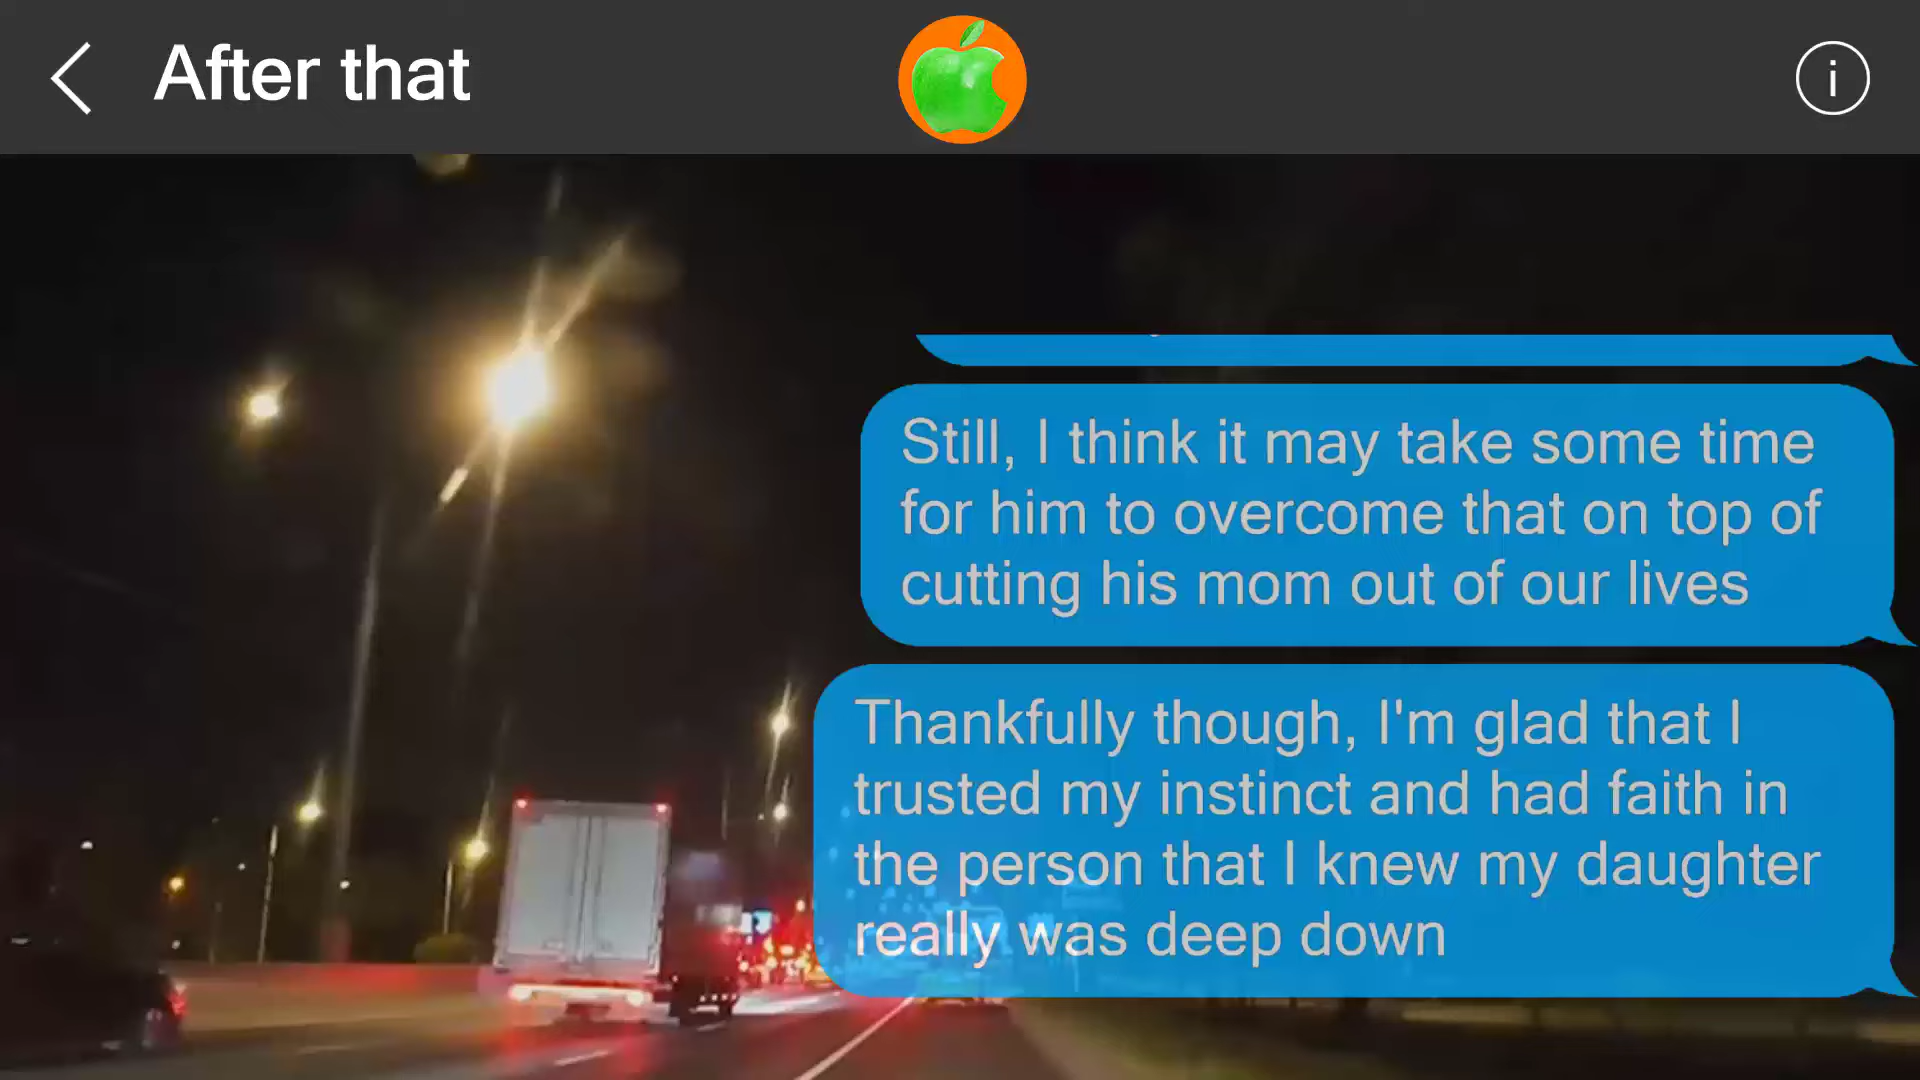 After that
i
Still, I think it may take some time
for him to overcome that on top of
cutting his mom out of our lives
Thankfully though, I'm glad that I
trusted my instinct and had faith in
the person that I knew my daughter
really was deep down